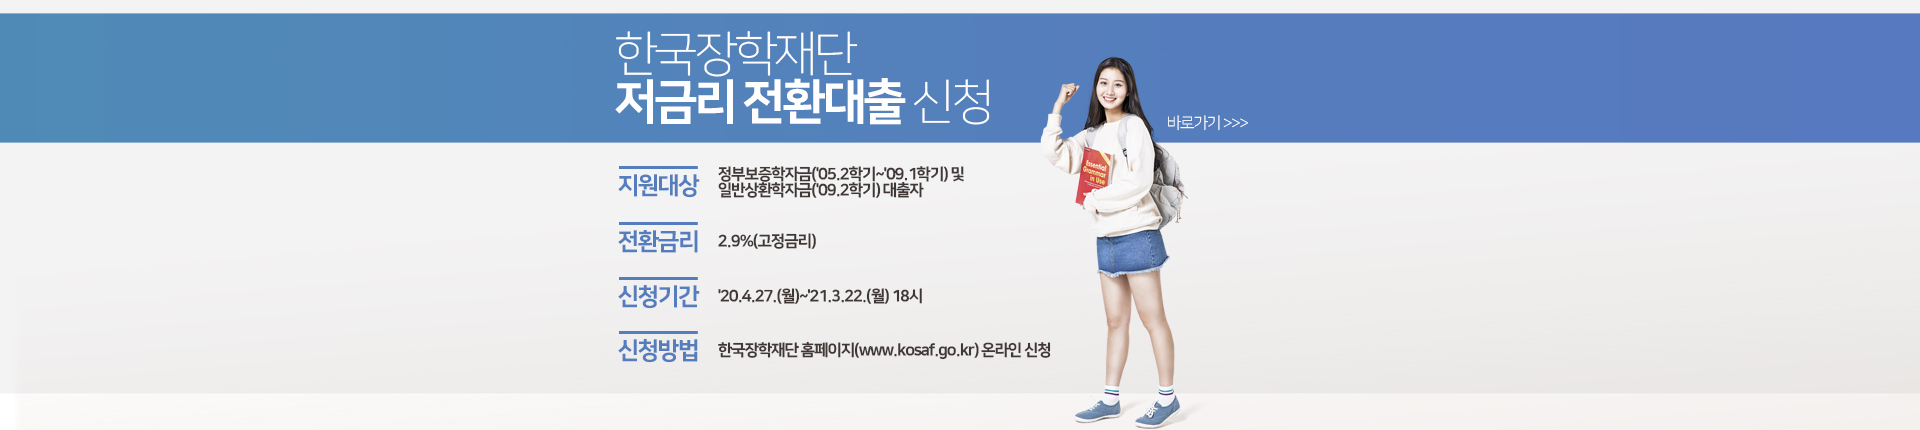 한국장학재단
저금리 전환대출 신청
바로가기 >>>
지원대상
정부보증학자금('05.2학기~'09.1학기) 및
일반상환학자금('09.2학기) 대출자
전환금리
2.9%(고정금리)
신청기간
'20.4.27.(월)~'21.3.22.(월) 18시
신청방법
한국장학재단 홈페이지(www.kosaf.go.kr) 온라인 신청
Essential
Grammar
in Use